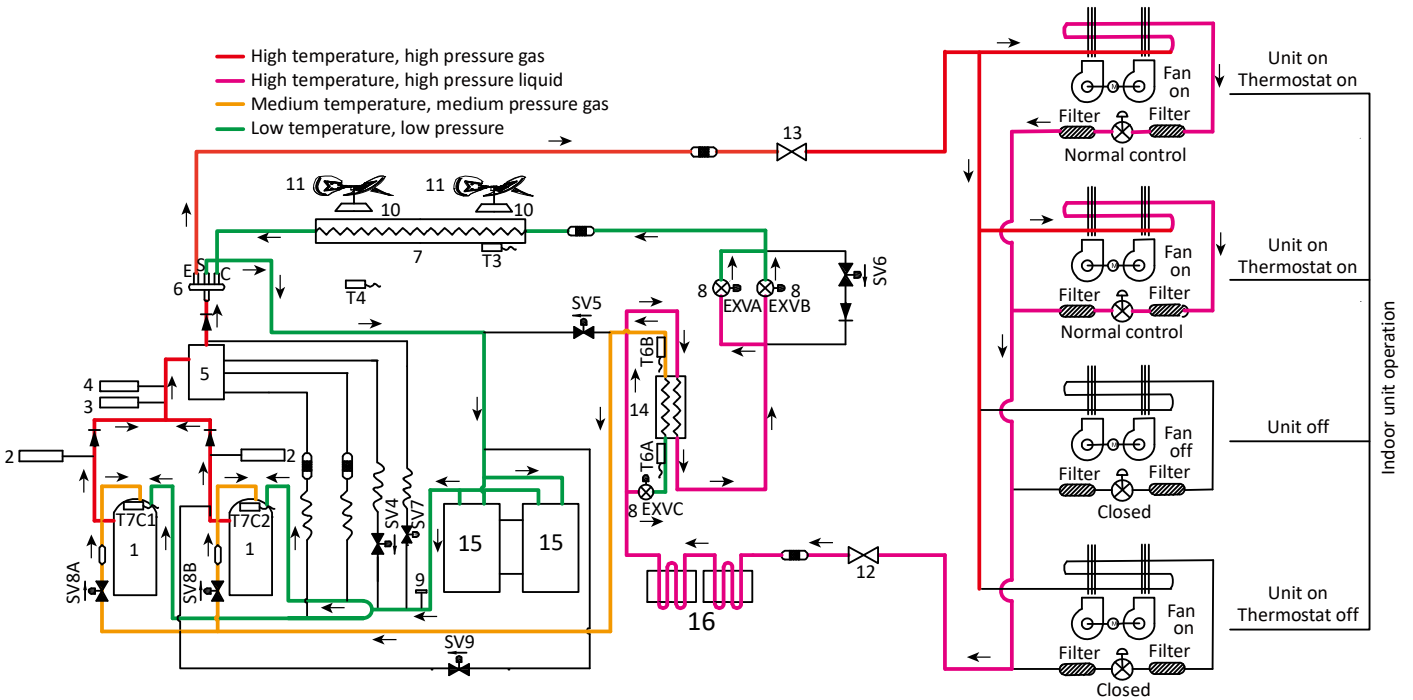 High temperature, high pressure gas
High temperature, high pressure liquid
Medium temperature, medium pressure gas
Low temperature, low pressure
13
11
10
11
10
7
T3
T4
E
S
C
6
4
3
5
2
2
T7C1
1
T7C2
1
SV8A
SV8B
SV4
SV7
9
15
15
SV9
SV5
T6B
14
T6A
8
EXVC
8
EXVA
8
EXVB
SV6
16
12
Fan
on
Filter
Filter
Normal control
Unit on
Thermostat on
Fan
on
Filter
Filter
Normal control
Unit on
Thermostat on
Fan
off
Filter
Filter
Closed
Unit off
Fan
on
Filter
Filter
Closed
Unit on
Thermostat off
Indoor unit operation
M
M
M
M